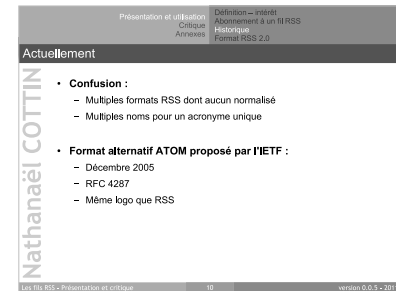 Présentation et utilisation
Critique
Annexes
Définition – intérêt
Abonnement à un fil RSS
Historique
Format RSS 2.0
Actuellement
Nathanaël COTTIN
• Confusion :
– Multiples formats RSS dont aucun normalisé
– Multiples noms pour un acronyme unique
• Format alternatif ATOM proposé par l'IETF :
– Décembre 2005
– RFC 4287
– Même logo que RSS
Les fils RSS - Présentation et critique
10
version 0.0.5 - 201